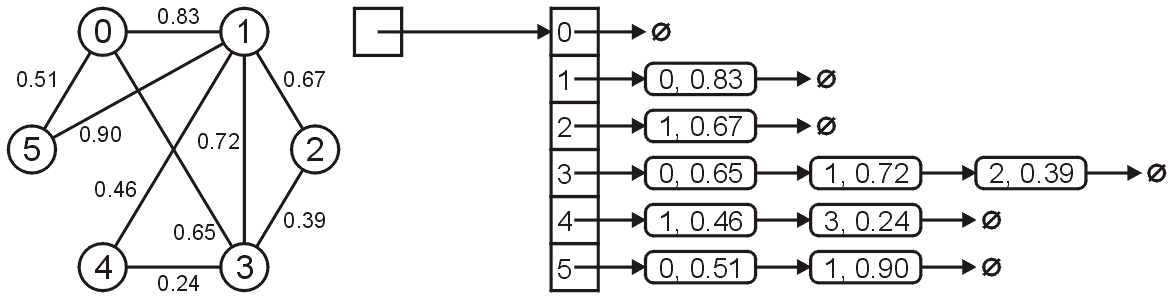 0.83
0 1
0.51 0.67
0.90
5 0.72 2
0.46
0.65 0.39
4 3
0.24
0 ∅
1 0, 0.83 ∅
2 1, 0.67 ∅
3 0, 0.65 1, 0.72 2, 0.39 ∅
4 1, 0.46 3, 0.24 ∅
5 0, 0.51 1, 0.90 ∅